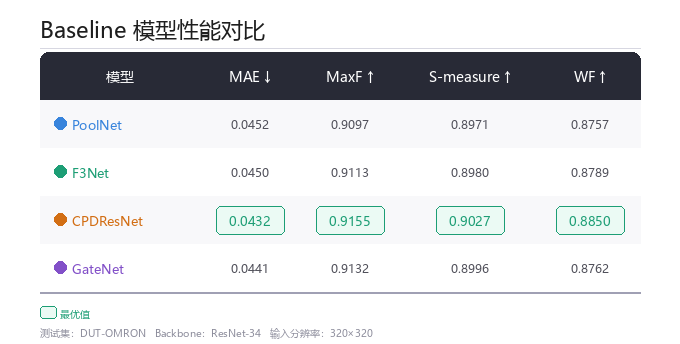 Baseline 模型性能对比
模型 MAE↓ MaxF↑ S-measure↑ WF↑
PoolNet 0.0452 0.9097 0.8971 0.8757
F3Net 0.0450 0.9113 0.8980 0.8789
CPDResNet 0.0432 0.9155 0.9027 0.8850
GateNet 0.0441 0.9132 0.8996 0.8762
最优值
测试集：DUT-OMRON Backbone：ResNet-34 输入分辨率：320×320